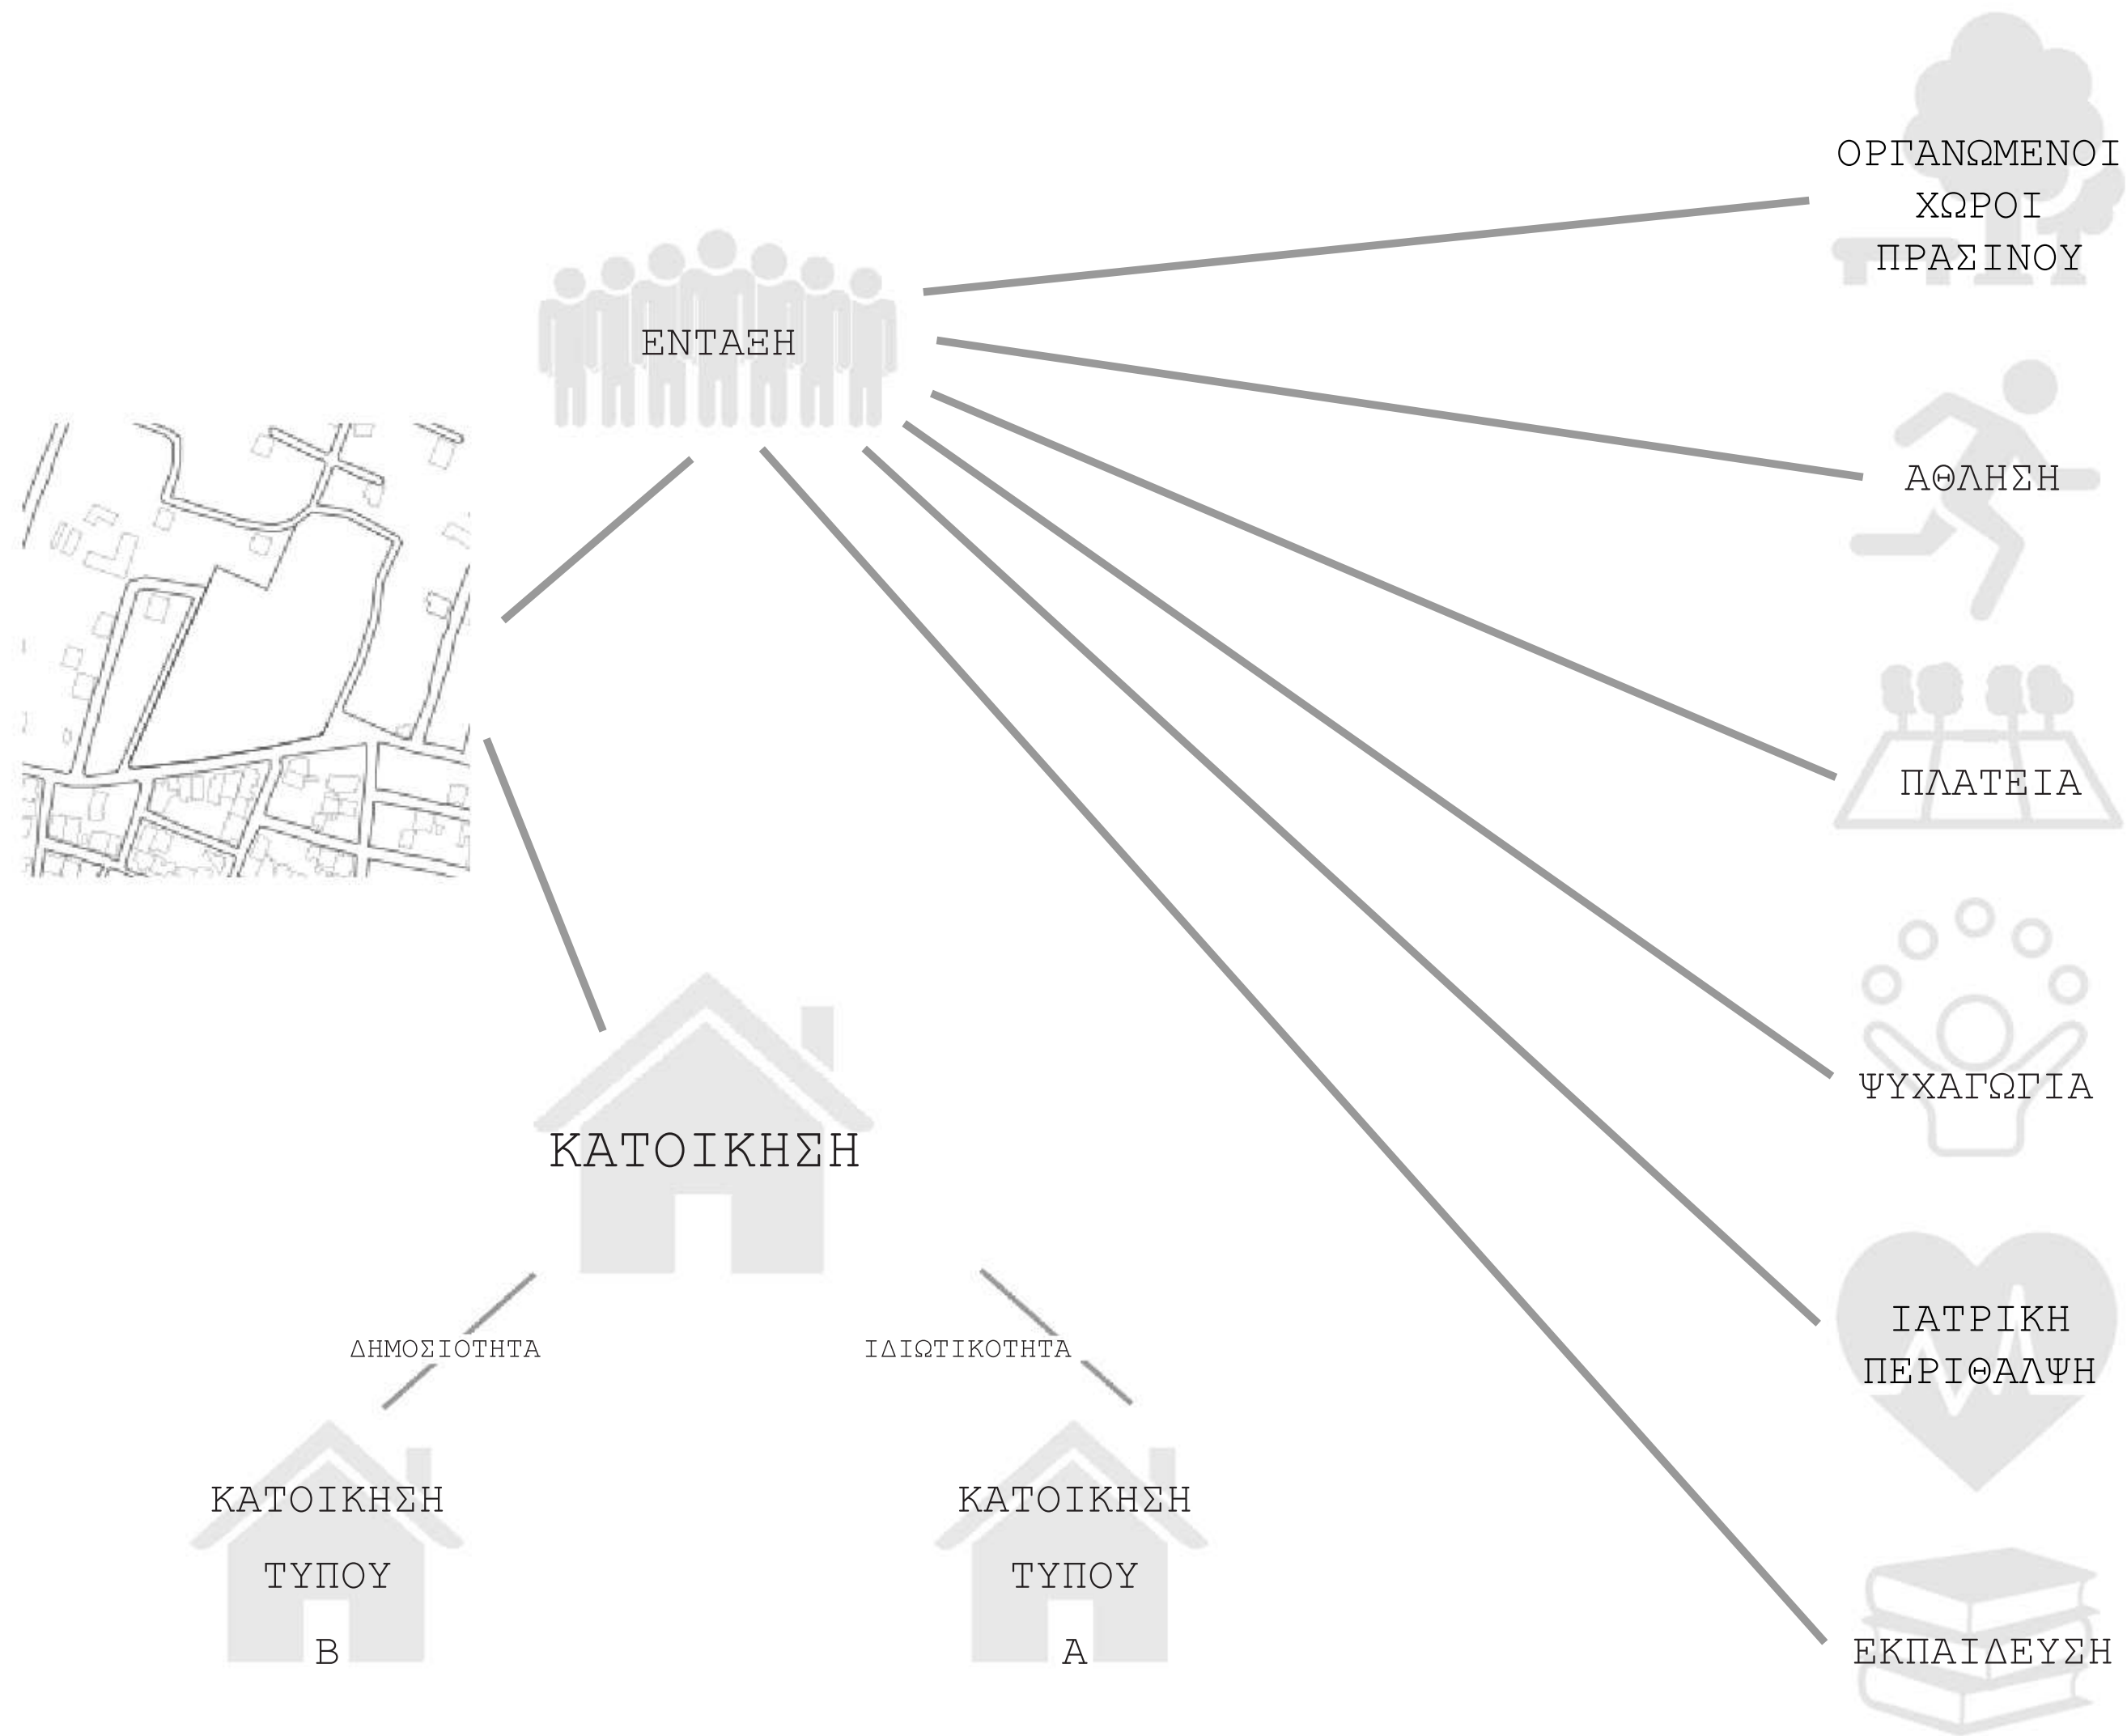 ΟΡΓΑΝΩΜΕΝΟΙ
ΧΩΡΟΙ
ΠΡΑΣΙΝΟΥ
ΕΝΤΑΞΗ
ΑΘΛΗΣΗ
ΠΛΑΤΕΙΑ
ΨΥΧΑΓΩΓΙΑ
ΚΑΤΟΙΚΗΣΗ
ΙΑΤΡΙΚΗ
ΠΕΡΙΘΑΛΨΗ
ΔΗΜΟΣΙΟΤΗΤΑ
ΙΔΙΩΤΙΚΟΤΗΤΑ
ΚΑΤΟΙΚΗΣΗ
ΤΥΠΟΥ
Β
ΚΑΤΟΙΚΗΣΗ
ΤΥΠΟΥ
Α
ΕΚΠΑΙΔΕΥΣΗ